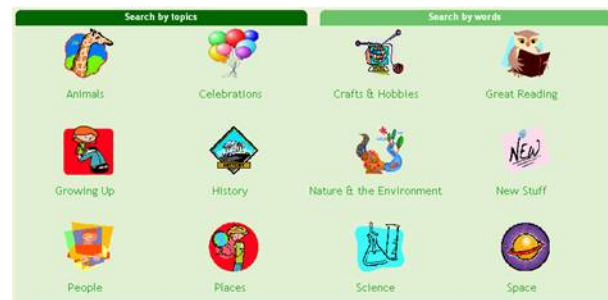 Search by topics Search by words
Animals Celebrations Crafts & Hobbies Great Reading
NEW
Growing Up History Nature & the Environment New Stuff
People Places Science Space